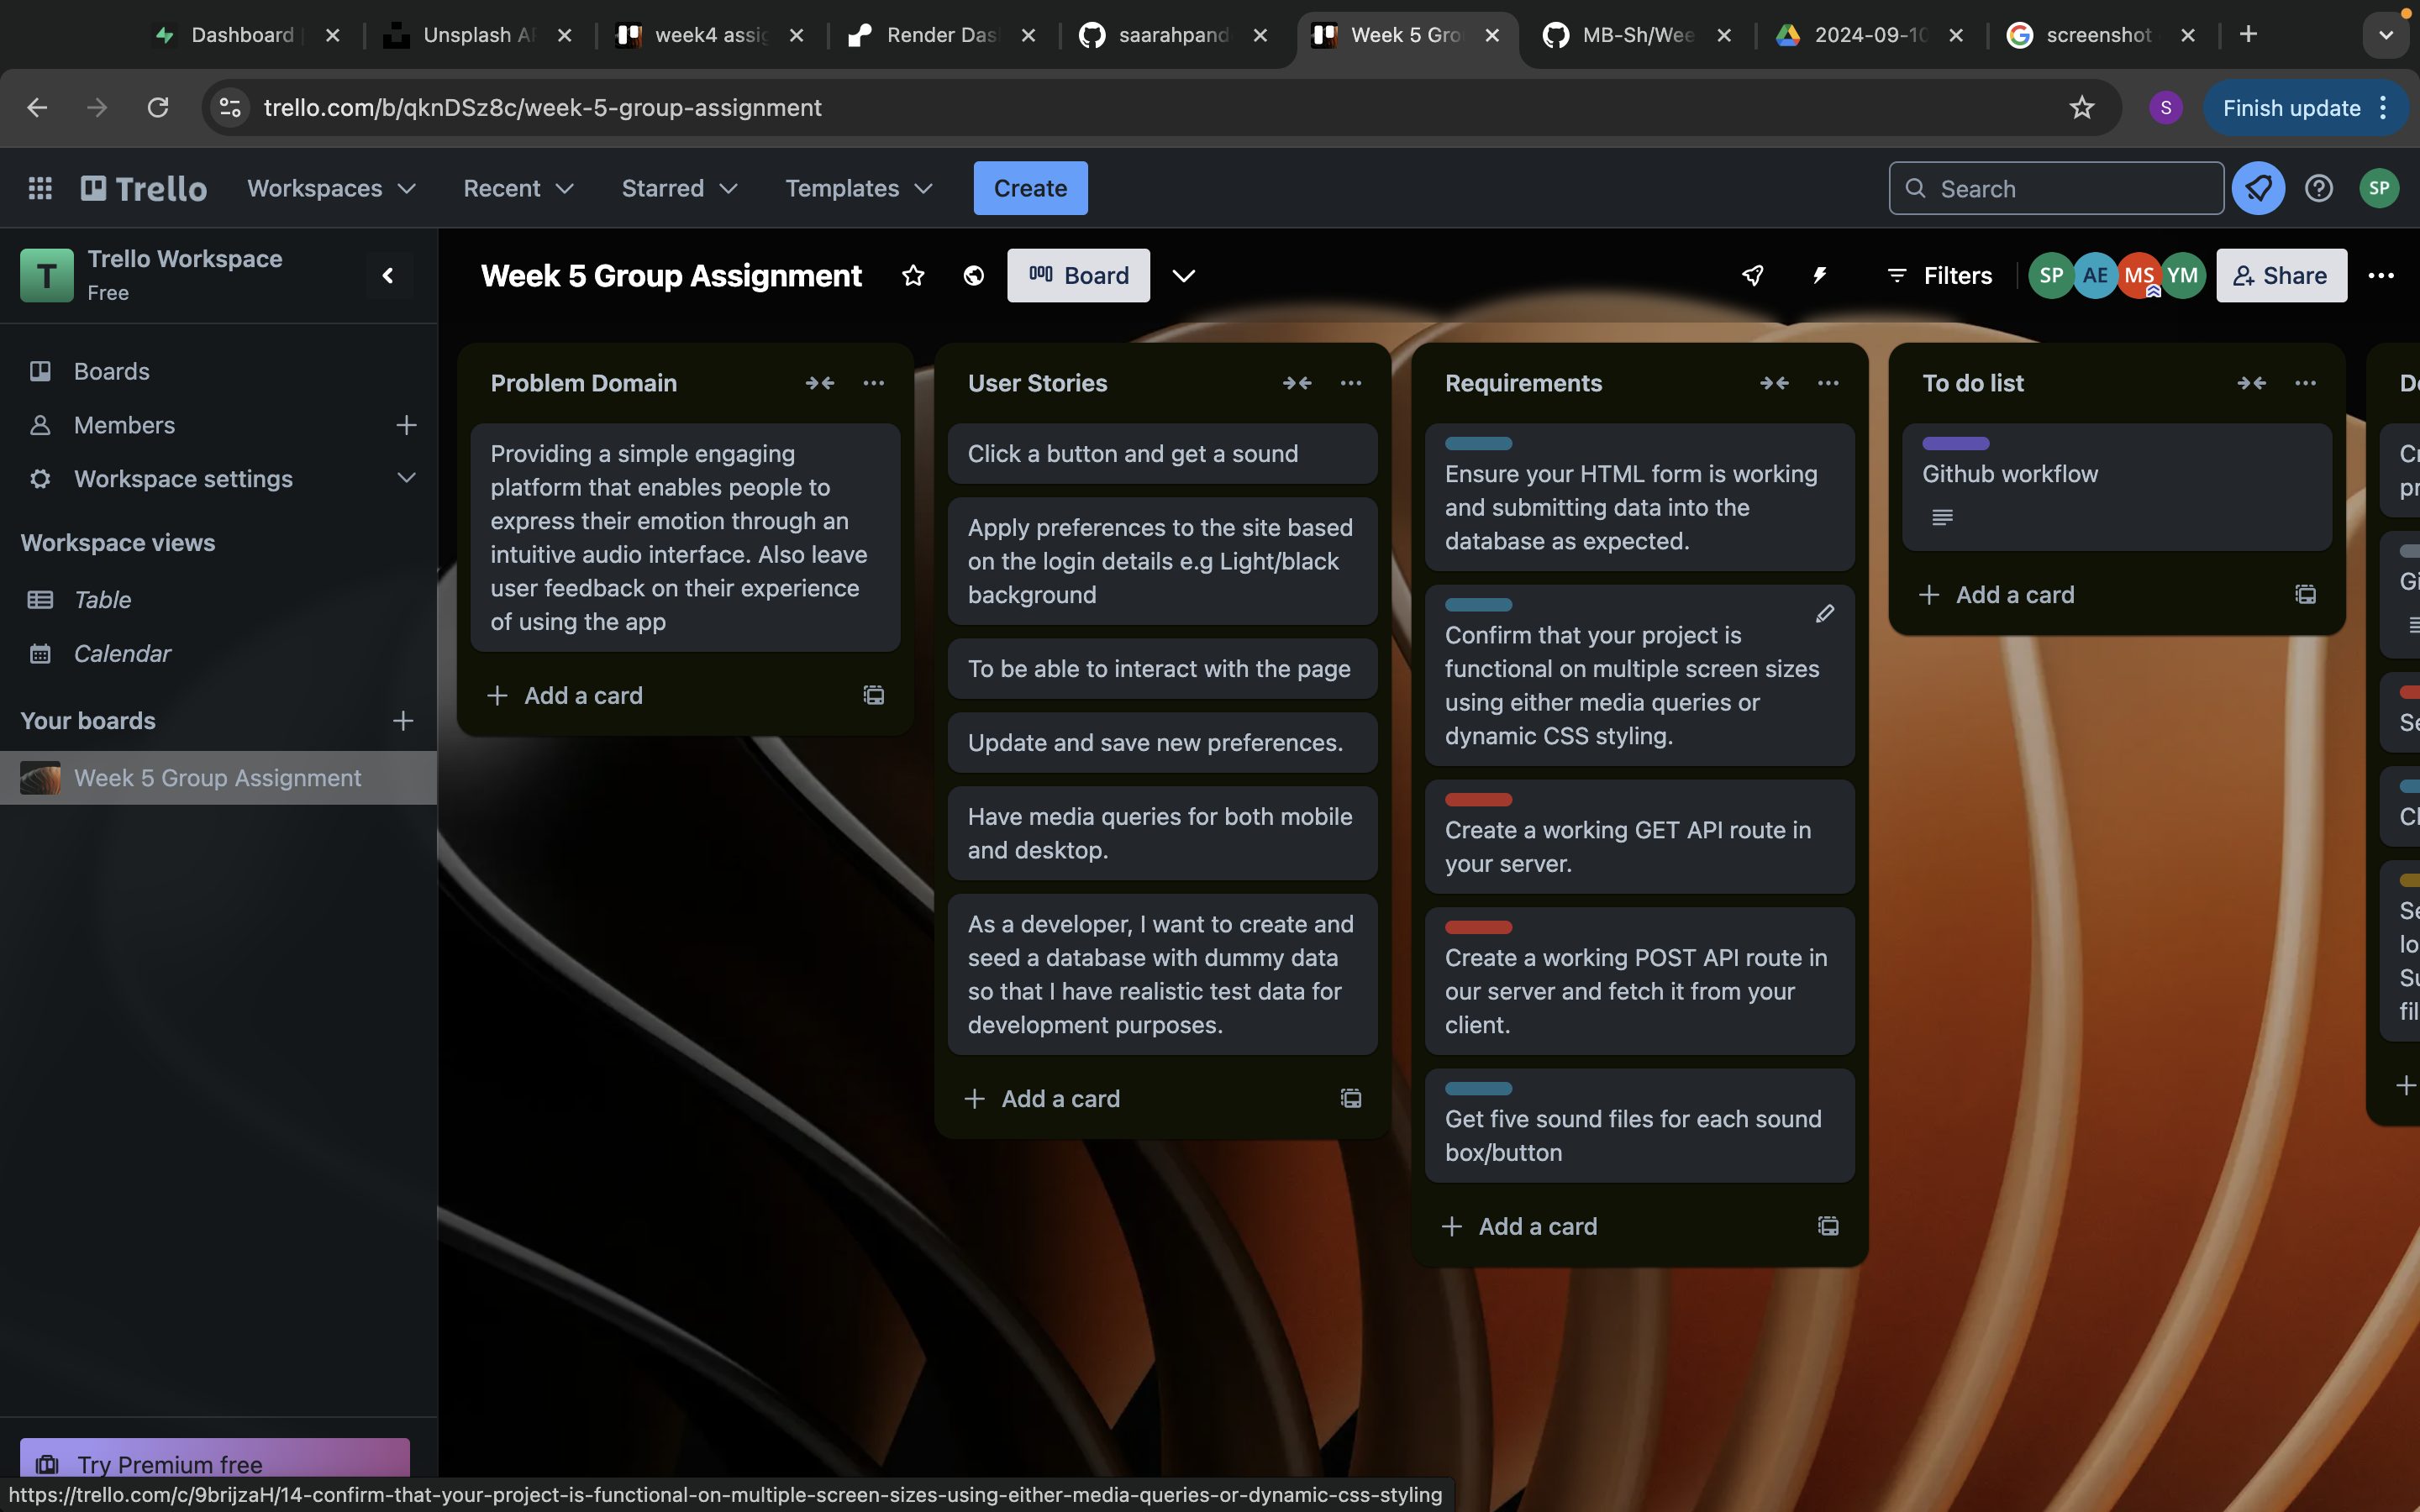 Dashboard
Unsplash AP
week4 assig
Render Das
saarahpand
Week 5 Gro
MB-Sh/Wee
2024-09-10
screenshot
trello.com/b/qknDSz8c/week-5-group-assignment
S
Finish update
Trello
Workspaces
Recent
Starred
Templates
Create
Search
SP
T
Trello Workspace
Free
Week 5 Group Assignment
Board
Filters
SP
AE
MS
YM
Share
Boards
Members
Workspace settings
Workspace views
Table
Calendar
Your boards
Week 5 Group Assignment
Problem Domain
Providing a simple engaging
platform that enables people to
express their emotion through an
intuitive audio interface. Also leave
user feedback on their experience
of using the app
Add a card
User Stories
Click a button and get a sound
Apply preferences to the site based
on the login details e.g Light/black
background
To be able to interact with the page
Update and save new preferences.
Have media queries for both mobile
and desktop.
As a developer, I want to create and
seed a database with dummy data
so that I have realistic test data for
development purposes.
Add a card
Requirements
Ensure your HTML form is working
and submitting data into the
database as expected.
Confirm that your project is
functional on multiple screen sizes
using either media queries or
dynamic CSS styling.
Create a working GET API route in
your server.
Create a working POST API route in
our server and fetch it from your
client.
Get five sound files for each sound
box/button
Add a card
To do list
Github workflow
Add a card
Try Premium free
https://trello.com/c/9brijzaH/14-confirm-that-your-project-is-functional-on-multiple-screen-sizes-using-either-media-queries-or-dynamic-css-styling